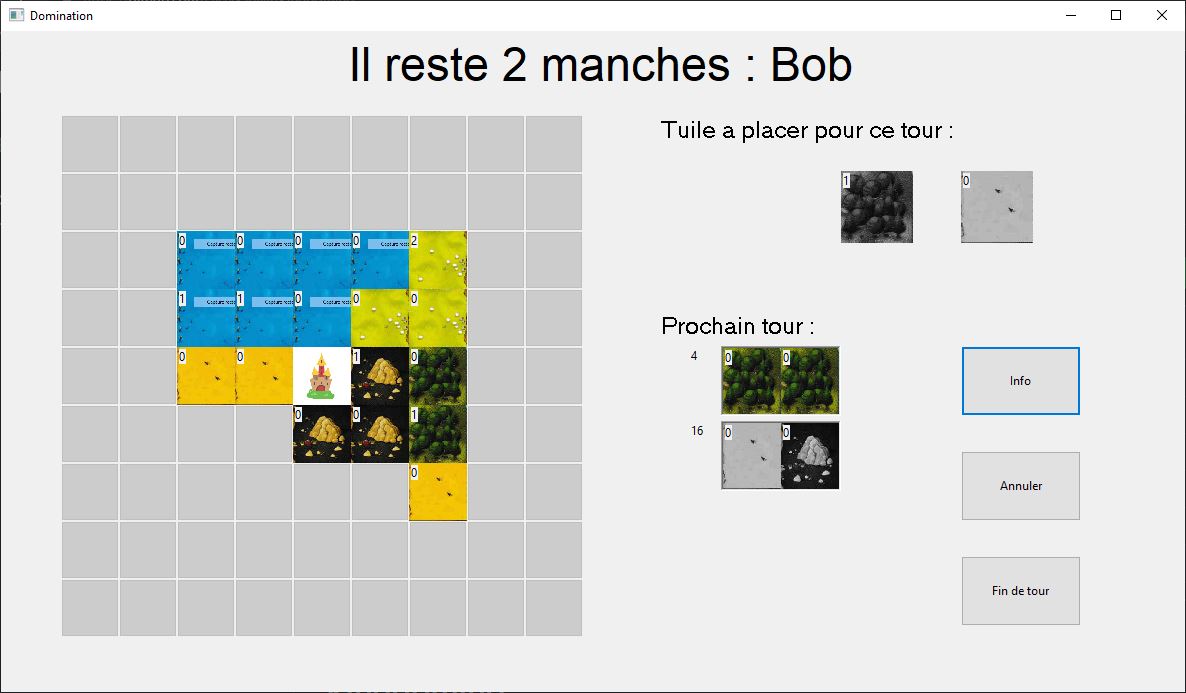 Domination
Il reste 2 manches : Bob
Tuile a placer pour ce tour :
1 0
0 0 0 0 2
1 1 0 0 0
0 0 1 0
0 0 1
0
Prochain tour :
4 0 0
16 0 0
Info
Annuler
Fin de tour